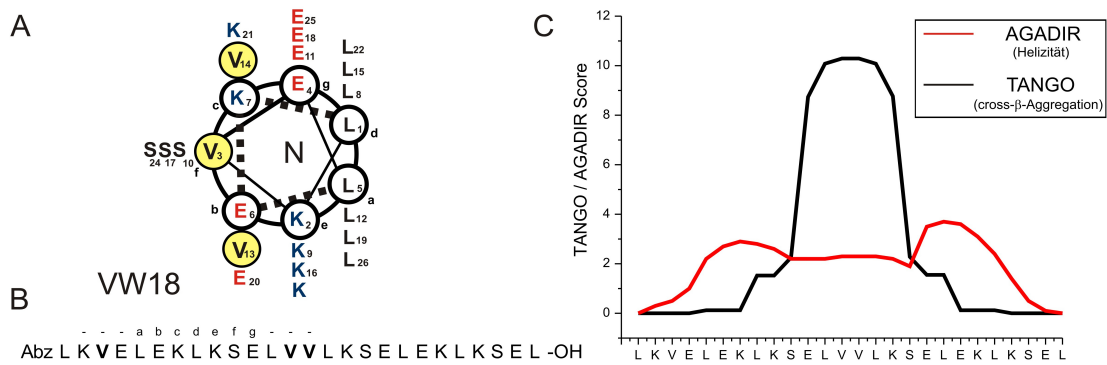 A
K21
V14
K7
c
E25
E18
E11
E4
g
L22
L15
L8
L1
d
SSS
24 17 10
V3
f
N
L5
a
b
E6
V13
E20
K2
e
K9
K16
K
L12
L19
L26
VW18
B
- - - a b c d e f g - - -
Abz L K V E L E K L K S E L V V L K S E L E K L K S E L -OH
C
AGADIR
(Helizität)
TANGO
(cross-β-Aggregation)
TANGO / AGADIR Score
12
10
8
6
4
2
0
L K V E L E K L K S E L V V L K S E L E K L K S E L